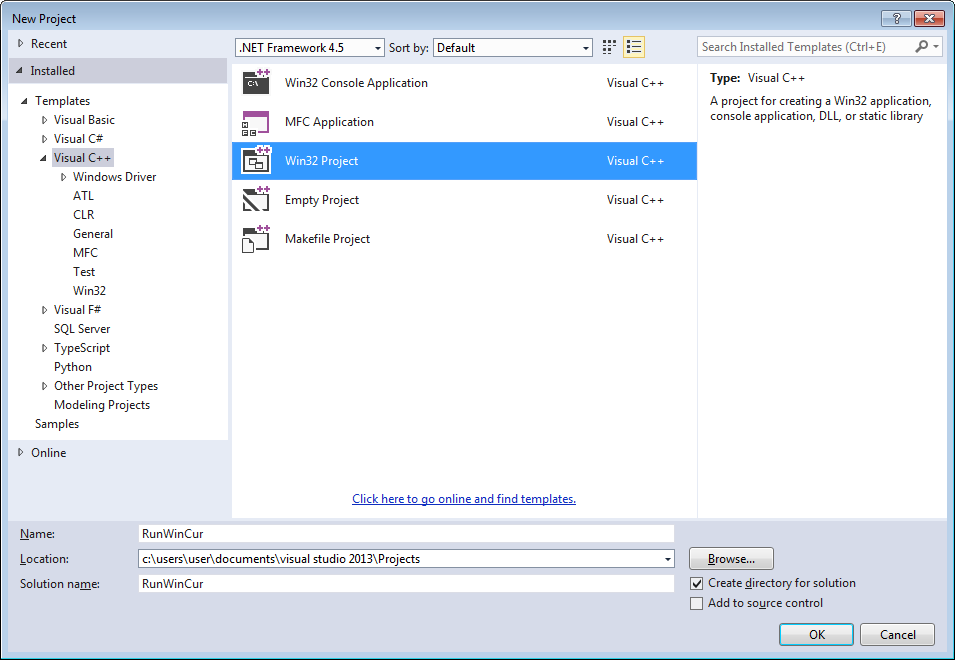 New Project
?
Recent
.NET Framework 4.5
Sort by:
Default
Search Installed Templates (Ctrl+E)
Installed
Templates
Visual Basic
Visual C#
Visual C++
Windows Driver
ATL
CLR
General
MFC
Test
Win32
Visual F#
SQL Server
TypeScript
Python
Other Project Types
Modeling Projects
Samples
Online
C:\
Win32 Console Application Visual C++
MFC Application Visual C++
Win32 Project Visual C++
Empty Project Visual C++
Makefile Project Visual C++
Click here to go online and find templates.
Type: Visual C++
A project for creating a Win32 application,
console application, DLL, or static library
Name: RunWinCur
Location: c:\users\user\documents\visual studio 2013\Projects
Browse...
Solution name: RunWinCur
Create directory for solution
Add to source control
OK
Cancel